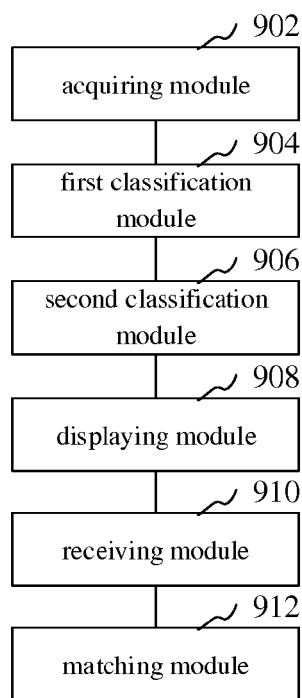 902
acquiring module
904
first classification
module
906
second classification
module
908
displaying module
910
receiving module
912
matching module